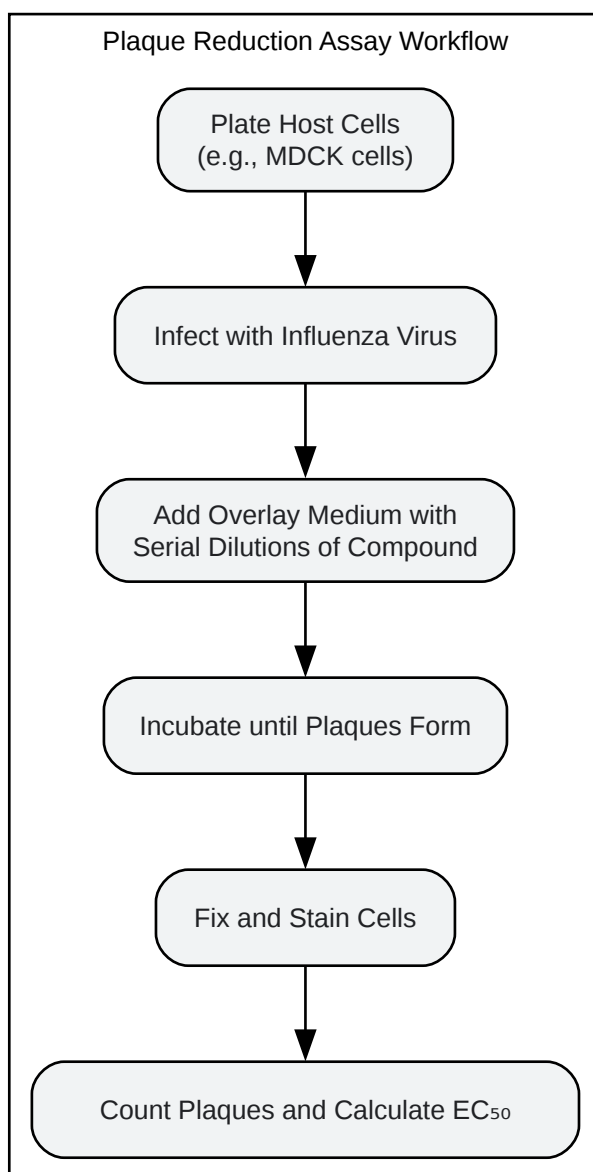 Plaque Reduction Assay Workflow
Plate Host Cells
(e.g., MDCK cells)
Infect with Influenza Virus
Add Overlay Medium with
Serial Dilutions of Compound
Incubate until Plaques Form
Fix and Stain Cells
Count Plaques and Calculate EC₅₀